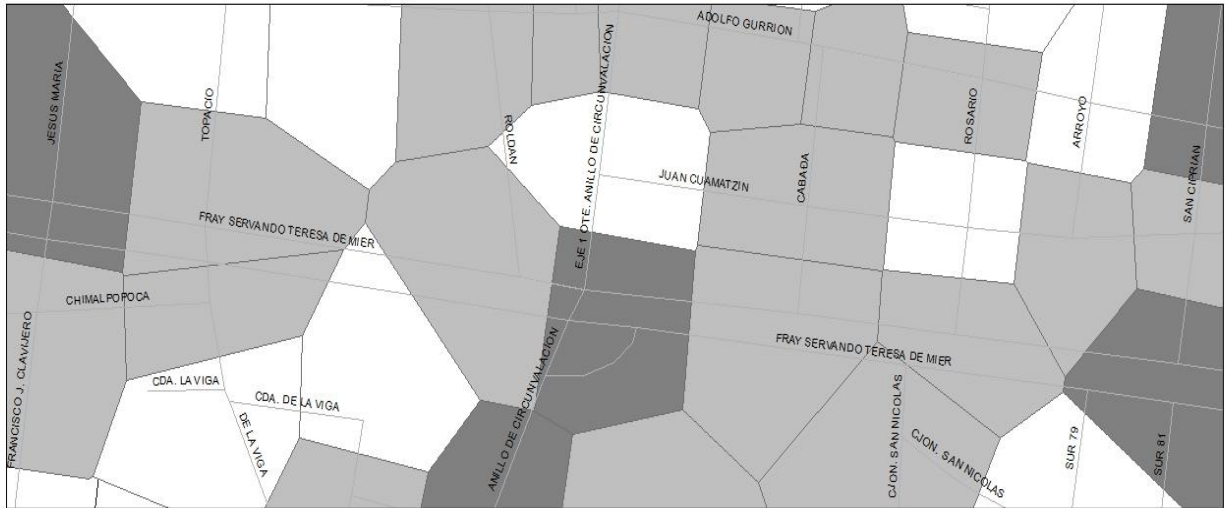 ADOLFO GURRION
JESUS MARIA
TOPACIO
ROLDAN
EJE 1 OTE. ANILLO DE CIRCUNVALACION
ROSARIO
ARROYO
JUAN CUAMATZIN
CABADA
SAN CIPRIAN
FRAY SERVANDO TERESA DE MIER
CHIMALPOPOCA
FRANCISCO J. CLAVIJERO
FRAY SERVANDO TERESA DE MIER
CDA. LA VIGA
CDA. DE LA VIGA
DE LA VIGA
ANILLO DE CIRCUNVALACION
CJON. SAN NICOLAS
CJON. SAN NICOLAS
SUR 79
SUR 81